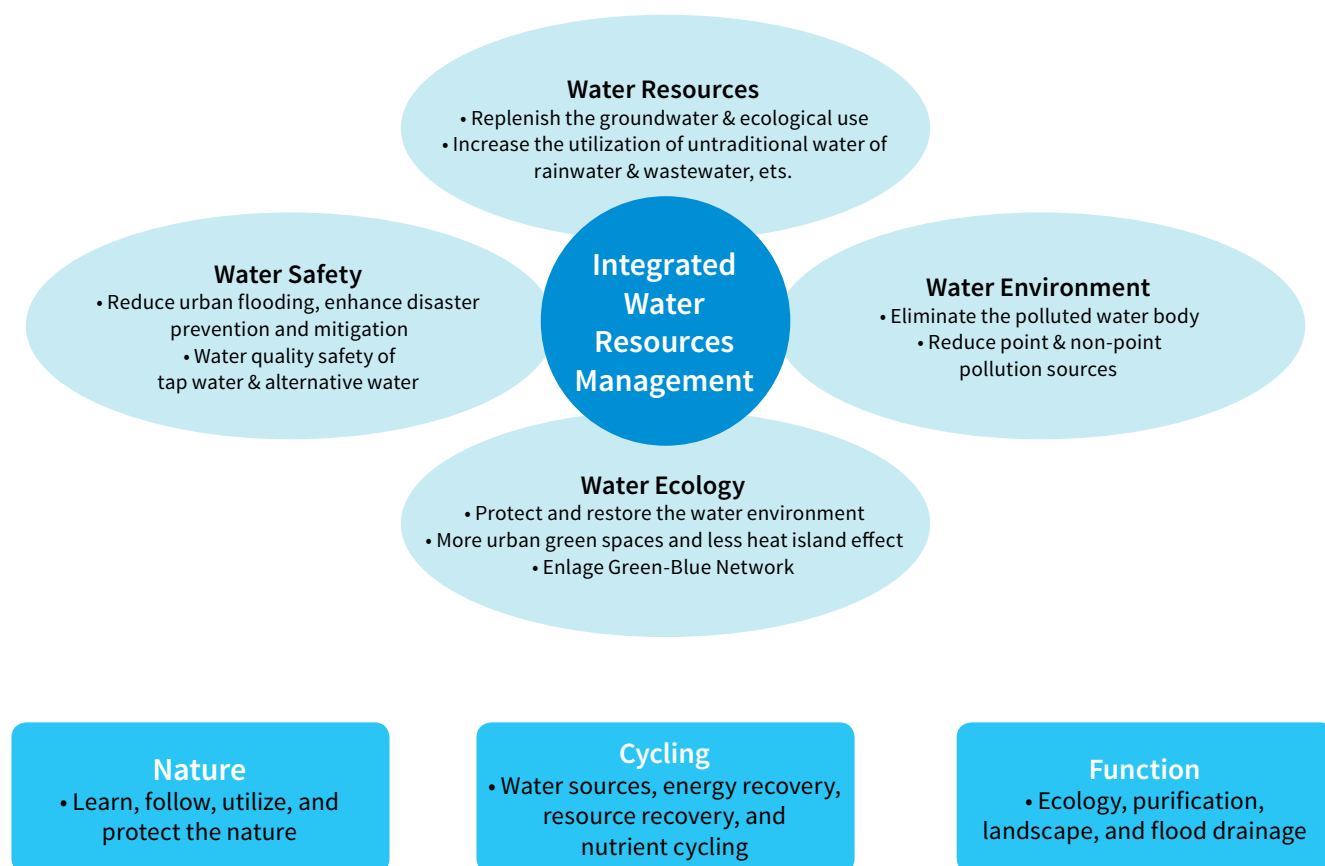 Water Resources
• Replenish the groundwater & ecological use
• Increase the utilization of untraditional water of
rainwater & wastewater, ets.
Water Safety
• Reduce urban flooding, enhance disaster
prevention and mitigation
• Water quality safety of
tap water & alternative water
Integrated
Water
Resources
Management
Water Environment
• Eliminate the polluted water body
• Reduce point & non-point
pollution sources
Water Ecology
• Protect and restore the water environment
• More urban green spaces and less heat island effect
• Enlage Green-Blue Network
Nature
• Learn, follow, utilize, and
protect the nature
Cycling
• Water sources, energy recovery,
resource recovery, and
nutrient cycling
Function
• Ecology, purification,
landscape, and flood drainage